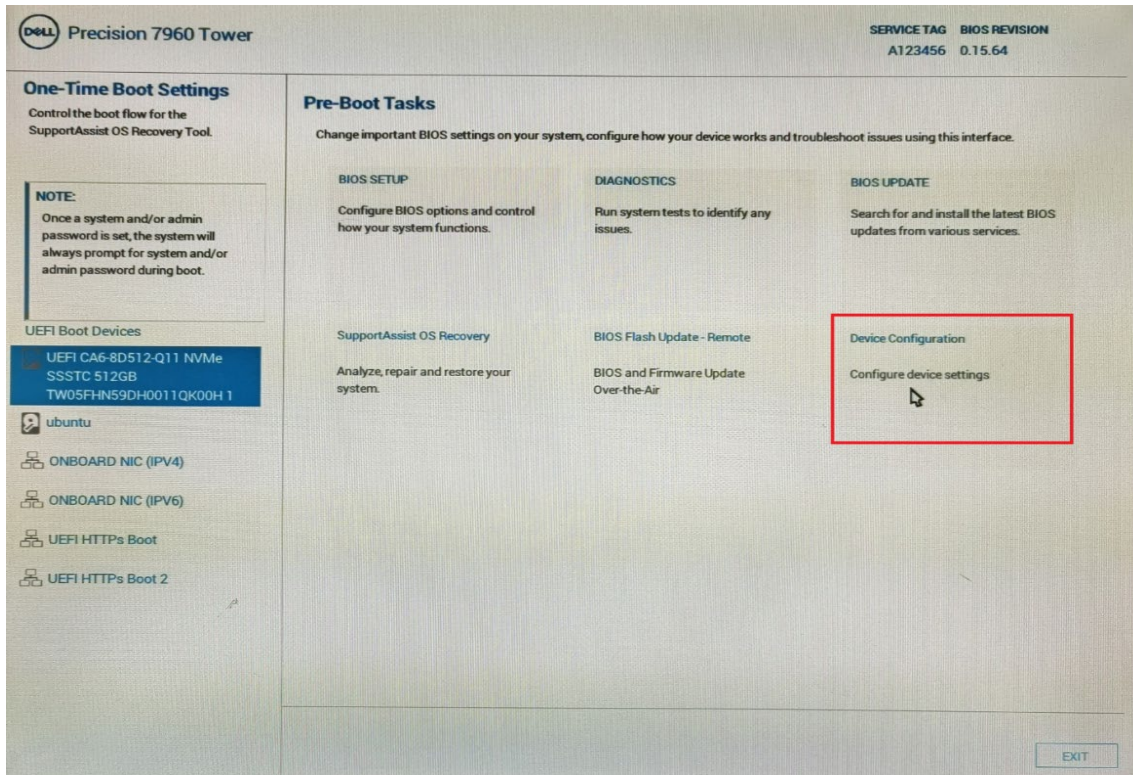 DELL Precision 7960 Tower
SERVICE TAG BIOS REVISION
A123456 0.15.64
One-Time Boot Settings
Control the boot flow for the
SupportAssist OS Recovery Tool.
NOTE:
Once a system and/or admin
password is set, the system will
always prompt for system and/or
admin password during boot.
UEFI Boot Devices
UEFI CA6-8D512-Q11 NVMe
SSSTC 512GB
TW05FHN59DH0011QK00H 1
ubuntu
ONBOARD NIC (IPV4)
ONBOARD NIC (IPV6)
UEFI HTTPs Boot
UEFI HTTPs Boot 2
Pre-Boot Tasks
Change important BIOS settings on your system, configure how your device works and troubleshoot issues using this interface.
BIOS SETUP
Configure BIOS options and control
how your system functions.
DIAGNOSTICS
Run system tests to identify any
issues.
BIOS UPDATE
Search for and install the latest BIOS
updates from various services.
SupportAssist OS Recovery
Analyze, repair and restore your
system.
BIOS Flash Update - Remote
BIOS and Firmware Update
Over-the-Air
Device Configuration
Configure device settings
EXIT